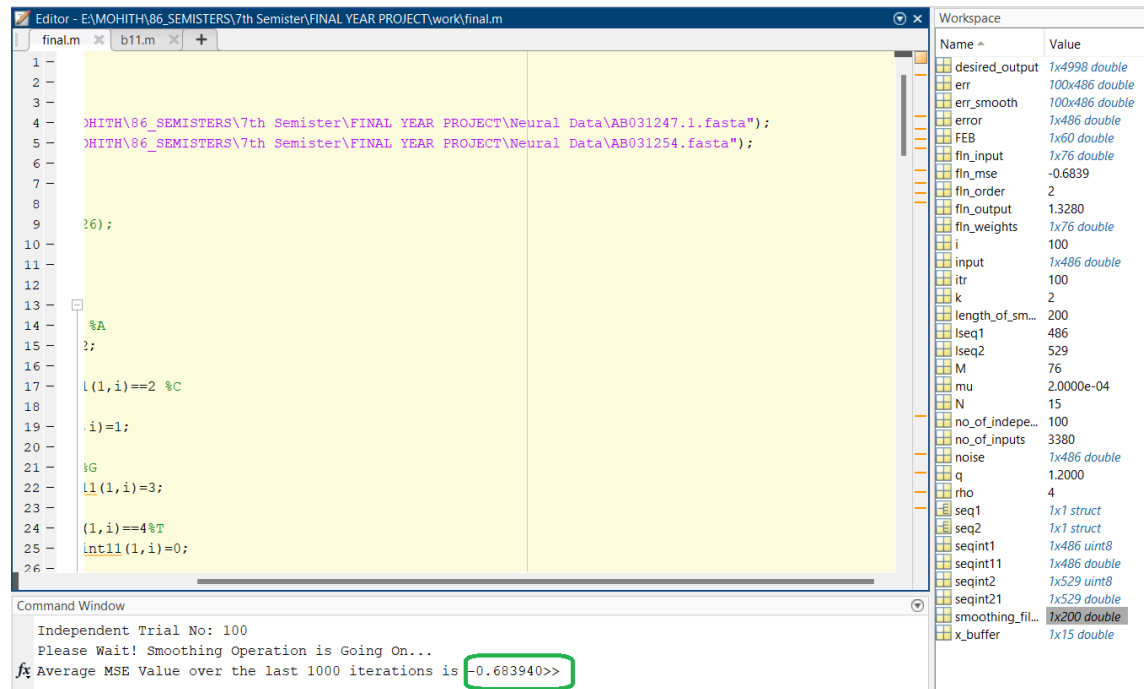 Editor - E:\MOHITH\86_SEMISTERS\7th Semister\FINAL YEAR PROJECT\work\final.m
final.m b11.m +
1 -
2 -
3 -
4 - OHITH\86_SEMISTERS\7th Semister\FINAL YEAR PROJECT\Neural Data\AB031247.1.fasta");
5 - OHITH\86_SEMISTERS\7th Semister\FINAL YEAR PROJECT\Neural Data\AB031254.fasta");
6 -
7 -
8
9 26);
10 -
11 -
12
13 -
14 - %A
15 - 2;
16 -
17 - 1(1,i)==2 %C
18
19 - i)=1;
20 -
21 - %G
22 - 11(1,i)=3;
23 -
24 - (1,i)==4%T
25 - int11(1,i)=0;
26 -
Command Window
Independent Trial No: 100
Please Wait! Smoothing Operation is Going On...
fx Average MSE Value over the last 1000 iterations is -0.683940>>
Workspace
Name Value
desired_output 1x4998 double
err 100x486 double
err_smooth 100x486 double
error 1x486 double
FEB 1x60 double
fln_input 1x76 double
fln_mse -0.6839
fln_order 2
fln_output 1.3280
fln_weights 1x76 double
i 100
input 1x486 double
itr 100
k 2
length_of_sm... 200
lseq1 486
lseq2 529
M 76
mu 2.0000e-04
N 15
no_of_indepe... 100
no_of_inputs 3380
noise 1x486 double
q 1.2000
rho 4
seq1 1x1 struct
seq2 1x1 struct
seqint1 1x486 uint8
seqint11 1x486 double
seqint2 1x529 uint8
seqint21 1x529 double
smoothing_fil... 1x200 double
x_buffer 1x15 double